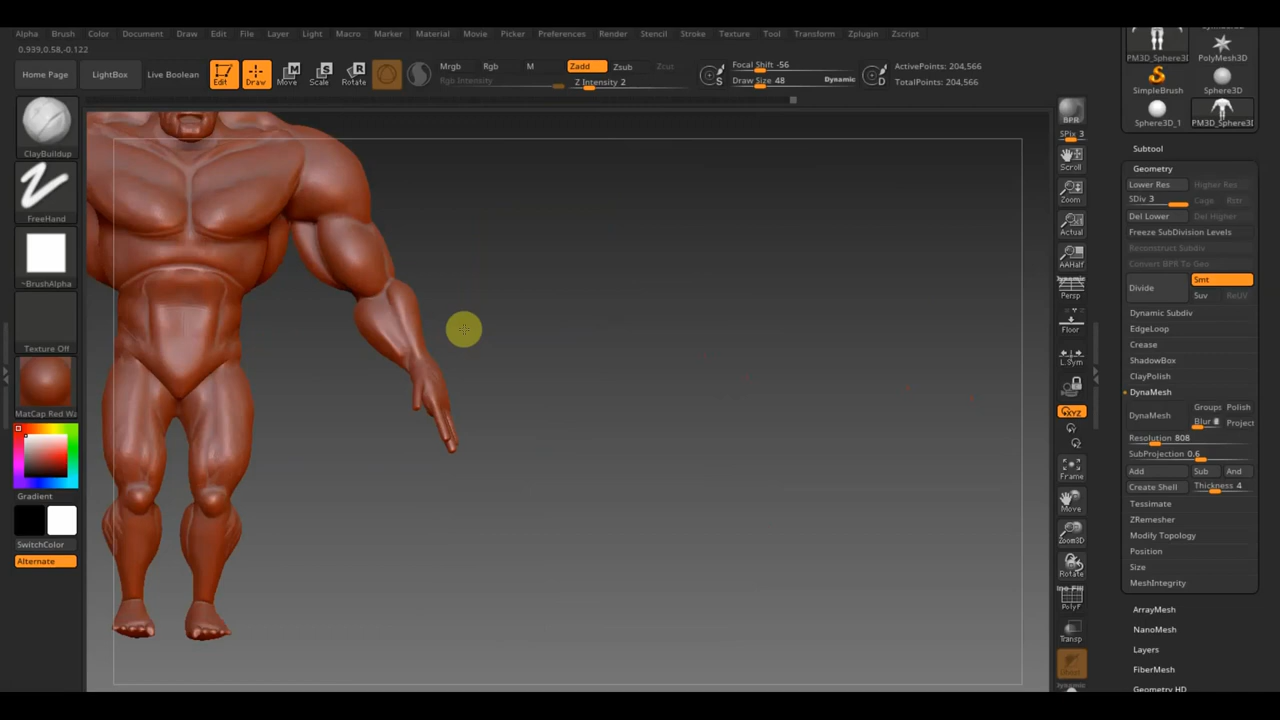 Alpha Brush Color Document Draw Edit File Layer Light Macro Marker Material Movie Picker Preferences Render Stencil Stroke Texture Tool Transform Zplugin Zscript
0.939,0.58,-0.122
Home Page LightBox Live Boolean Edit Draw Move Scale Rotate
Mrgb Rgb M
Rgb Intensity
Zadd Zsub Zcut
Z Intensity 2
Focal Shift -56
Draw Size 48 Dynamic
S
D
ActivePoints: 204,566
TotalPoints: 204,566
ClayBuildup
FreeHand
~BrushAlpha
Texture Off
MatCap Red Wa
Gradient
SwitchColor
Alternate
BPR
SPix 3
Scroll
Zoom
Actual
AAHalf
Dynamic
Persp
Floor
L.Sym
XYZ
Frame
Move
Zoom3D
Rotate
PolyF
Transp
Dynamic
PM3D_Sphere3D PolyMesh3D
SimpleBrush Sphere3D
Sphere3D_1 PM3D_Sphere3D
Subtool
Geometry
Lower Res Higher Res
SDiv 3 Cage Rstr
Del Lower Del Higher
Freeze SubDivision Levels
Reconstruct Subdiv
Convert BPR To Geo
Divide
Smt
Suv ReUV
Dynamic Subdiv
EdgeLoop
Crease
ShadowBox
ClayPolish
DynaMesh
DynaMesh
Groups Polish
Blur Project
Resolution 808
SubProjection 0.6
Add Sub And
Create Shell Thickness 4
Tessimate
ZRemesher
Modify Topology
Position
Size
MeshIntegrity
ArrayMesh
NanoMesh
Layers
FiberMesh
Geometry HD